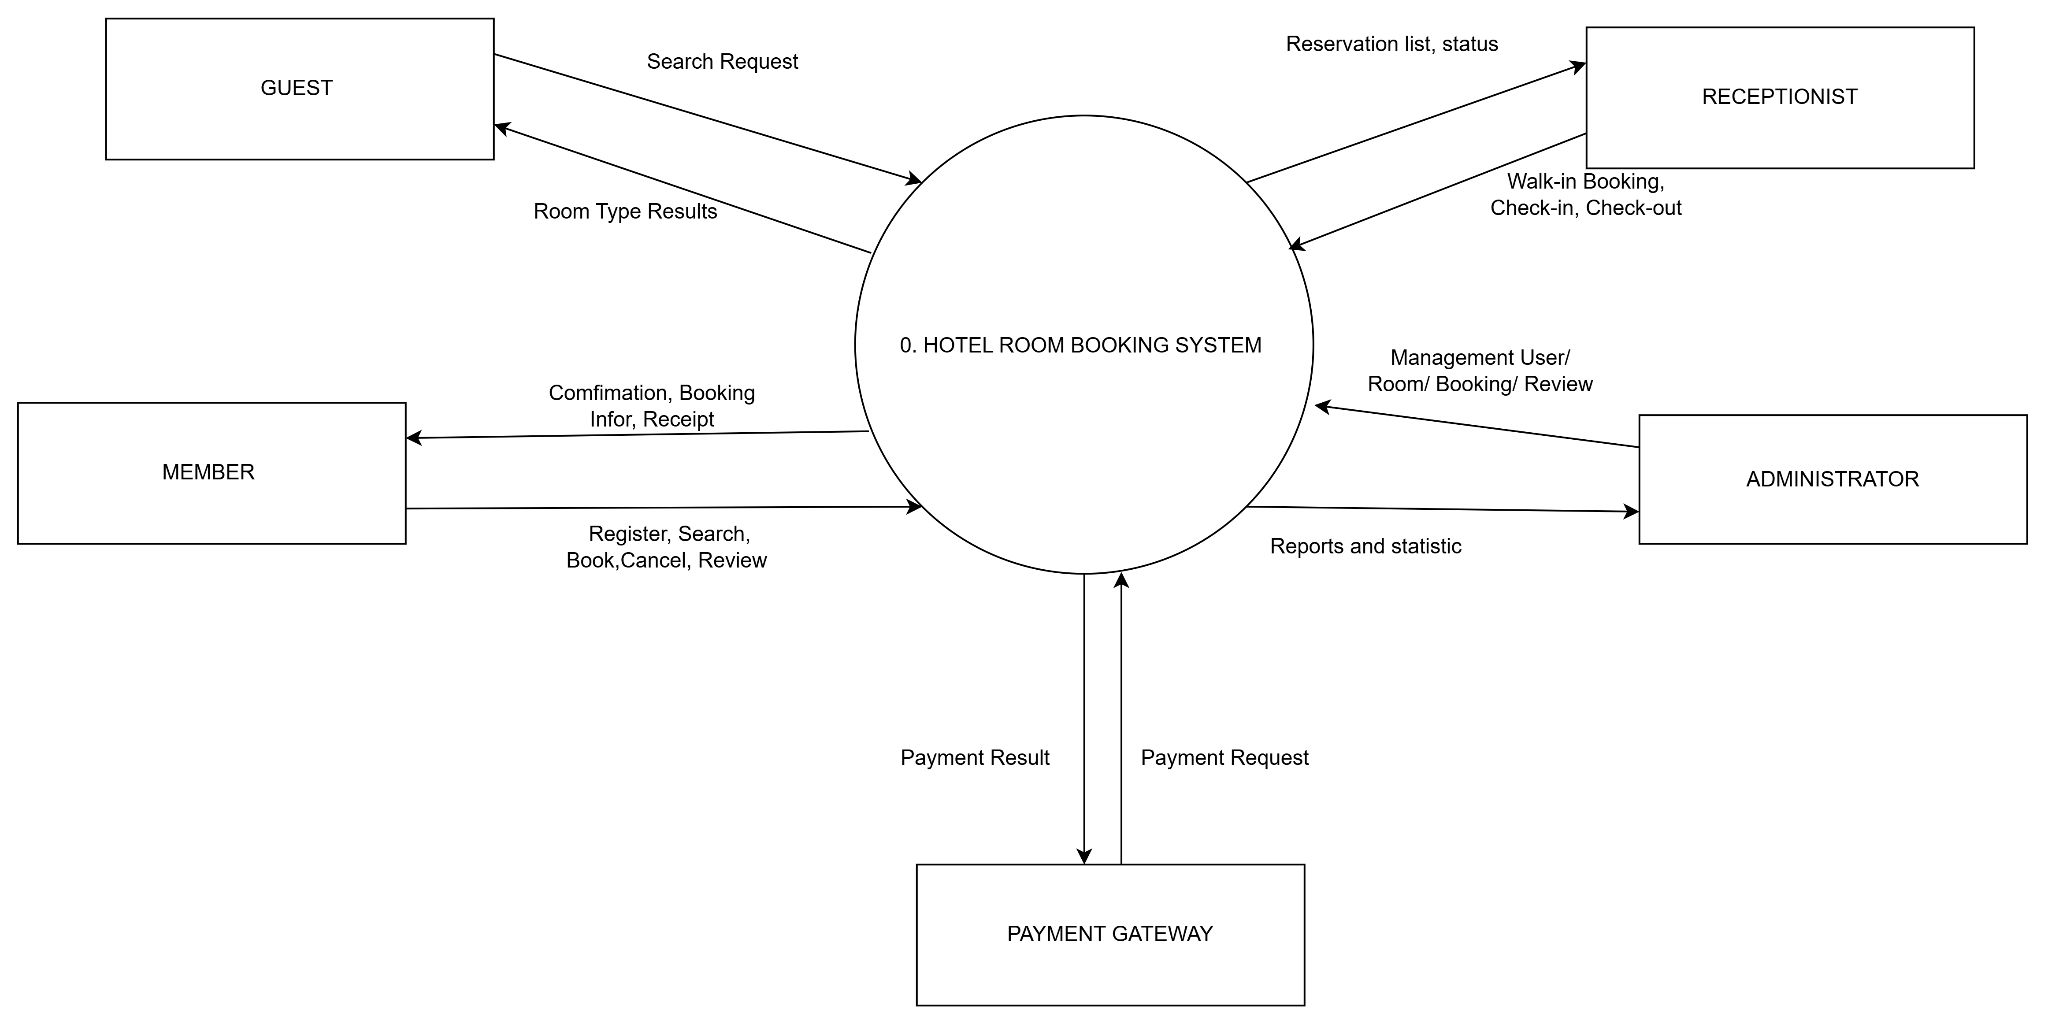 GUEST
Search Request
Room Type Results
Reservation list, status
RECEPTIONIST
Walk-in Booking,
Check-in, Check-out
0. HOTEL ROOM BOOKING SYSTEM
Comfimation, Booking
Infor, Receipt
MEMBER
Register, Search,
Book,Cancel, Review
Management User/
Room/ Booking/ Review
ADMINISTRATOR
Reports and statistic
Payment Result
Payment Request
PAYMENT GATEWAY